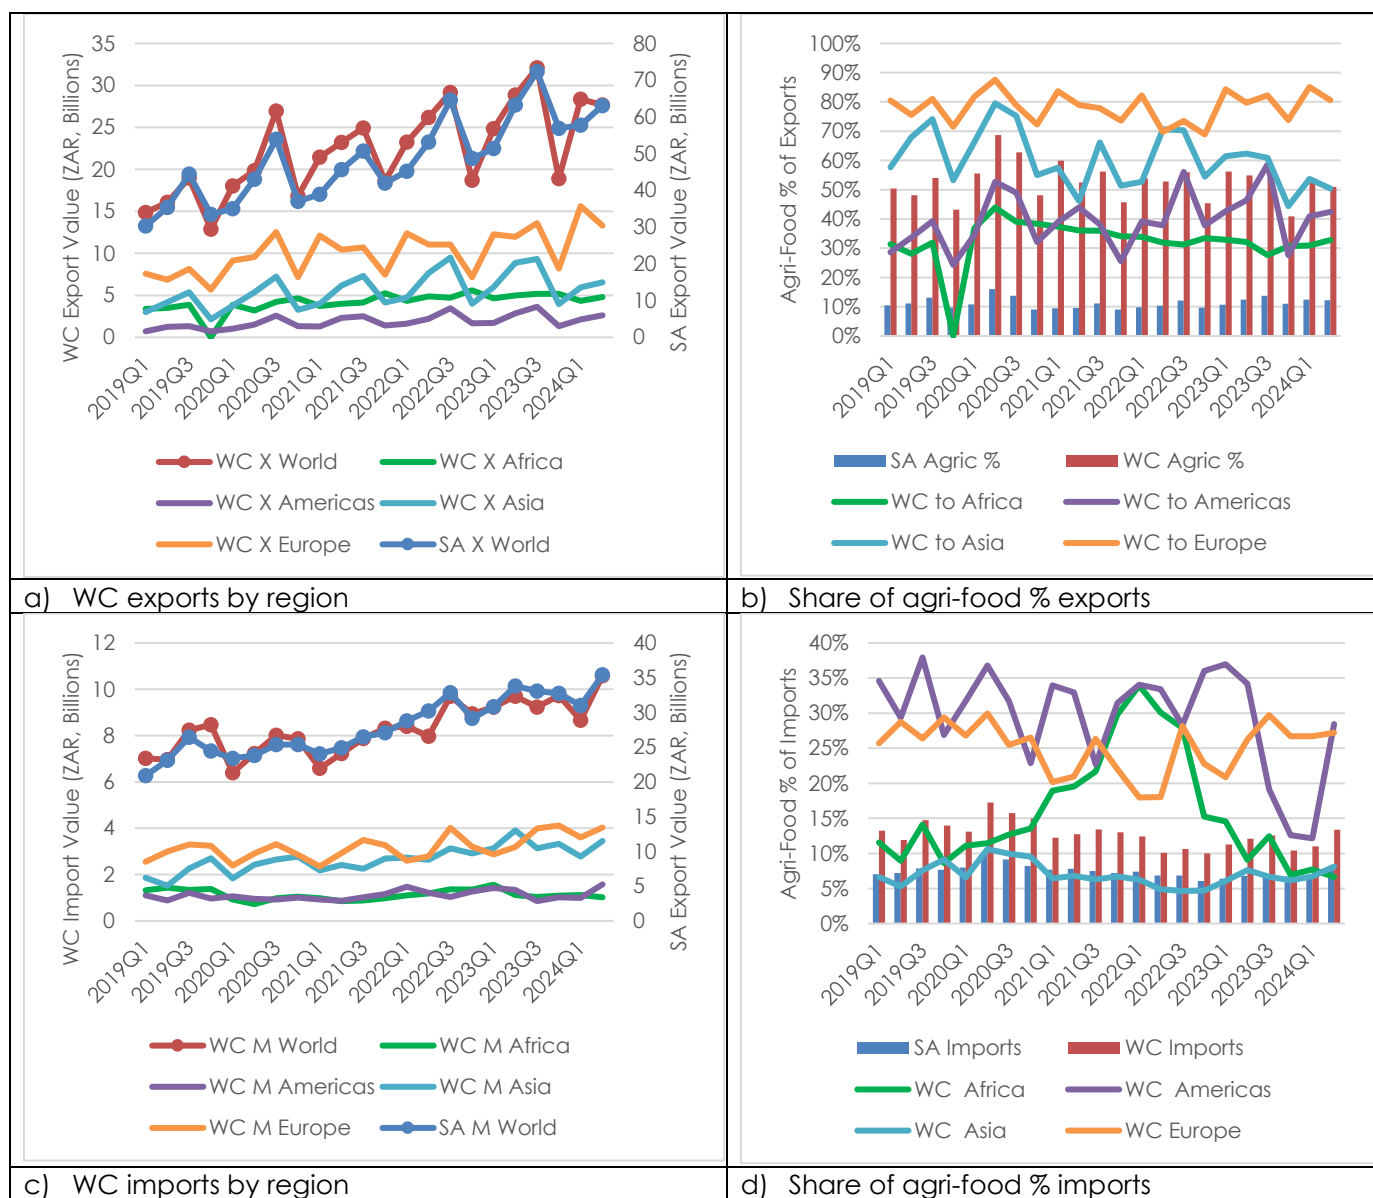 35
30
25
20
15
10
5
0
WC Export Value (ZAR, Billions)
80
70
60
50
40
30
20
10
0
SA Export Value (ZAR, Billions)
2019Q1
2019Q3
2020Q1
2020Q3
2021Q1
2021Q3
2022Q1
2022Q3
2023Q1
2023Q3
2024Q1
WC X World
WC X Africa
WC X Americas
WC X Asia
WC X Europe
SA X World
a) WC exports by region
100%
90%
80%
70%
60%
50%
40%
30%
20%
10%
0%
Agri-Food % of Exports
2019Q1
2019Q3
2020Q1
2020Q3
2021Q1
2021Q3
2022Q1
2022Q3
2023Q1
2023Q3
2024Q1
SA Agric %
WC Agric %
WC to Africa
WC to Americas
WC to Asia
WC to Europe
b) Share of agri-food % exports
12
10
8
6
4
2
0
WC Import Value (ZAR, Billions)
40
35
30
25
20
15
10
5
0
SA Export Value (ZAR, Billions)
2019Q1
2019Q3
2020Q1
2020Q3
2021Q1
2021Q3
2022Q1
2022Q3
2023Q1
2023Q3
2024Q1
WC M World
WC M Africa
WC M Americas
WC M Asia
WC M Europe
SA M World
c) WC imports by region
40%
35%
30%
25%
20%
15%
10%
5%
0%
Agri-Food % of Imports
2019Q1
2019Q3
2020Q1
2020Q3
2021Q1
2021Q3
2022Q1
2022Q3
2023Q1
2023Q3
2024Q1
SA Imports
WC Imports
WC Africa
WC Americas
WC Asia
WC Europe
d) Share of agri-food % imports